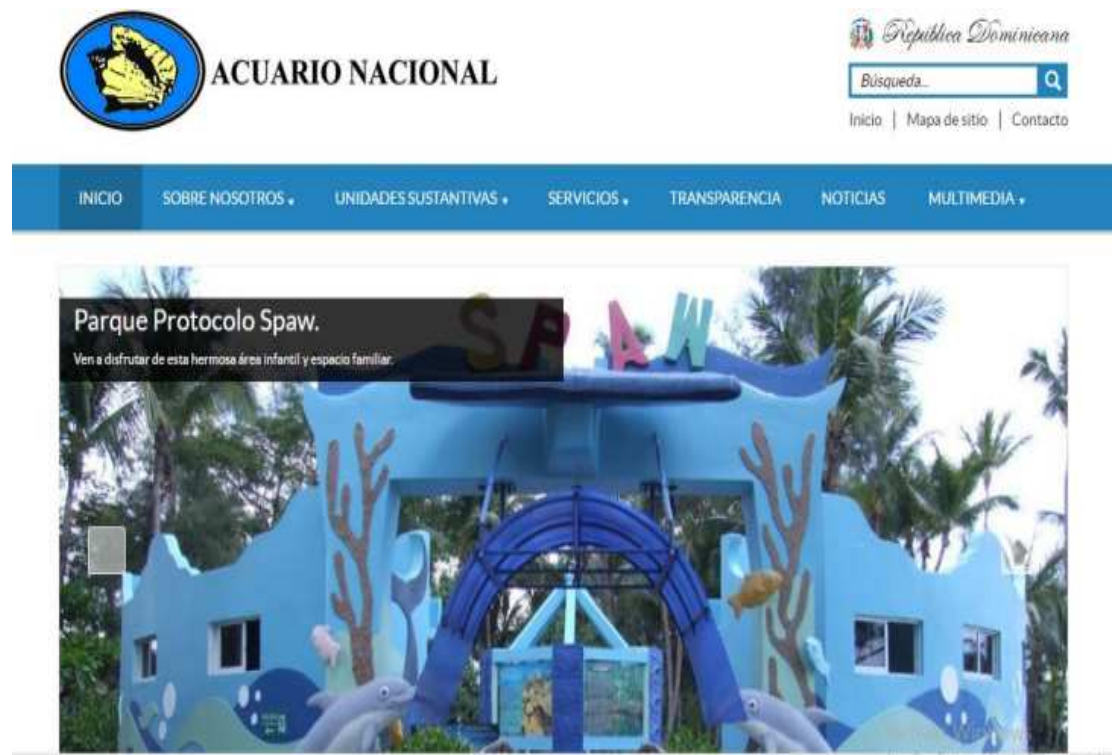 ACUARIO NACIONAL
República Dominicana
Búsqueda...
Inicio | Mapa de sitio | Contacto
INICIO SOBRE NOSOTROS UNIDADES SUSTANTIVAS SERVICIOS TRANSPARENCIA NOTICIAS MULTIMEDIA
SPAW
Parque Protocolo Spaw.
Ven a disfrutar de esta hermosa área infantil y espacio familiar.